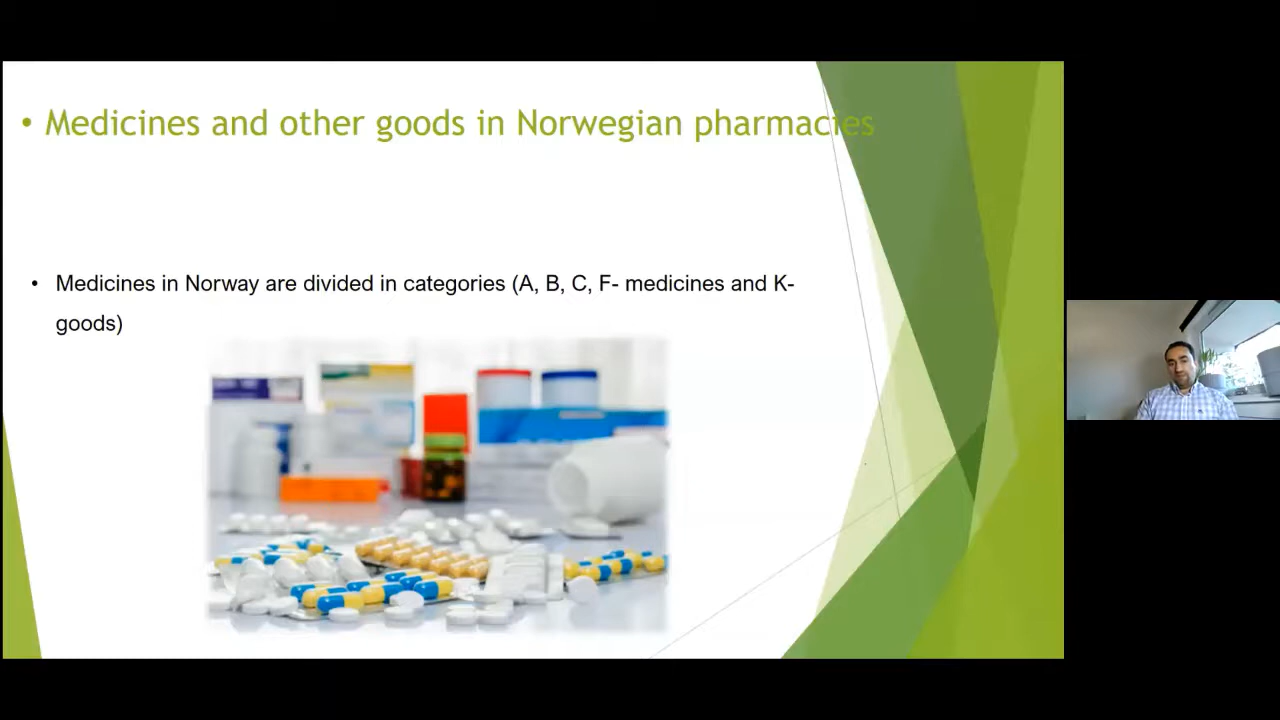 • Medicines and other goods in Norwegian pharmacies
• Medicines in Norway are divided in categories (A, B, C, F- medicines and K-
goods)